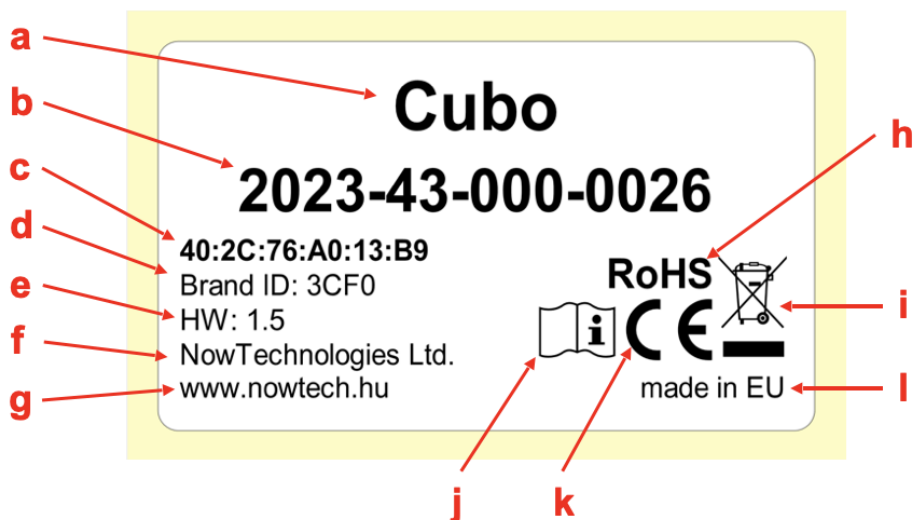 a
Cubo
b
2023-43-000-0026
h
c
40:2C:76:A0:13:B9
d
Brand ID: 3CF0
RoHS
e
HW: 1.5
i
f
NowTechnologies Ltd.
CE
g
www.nowtech.hu
made in EU
l
j
k